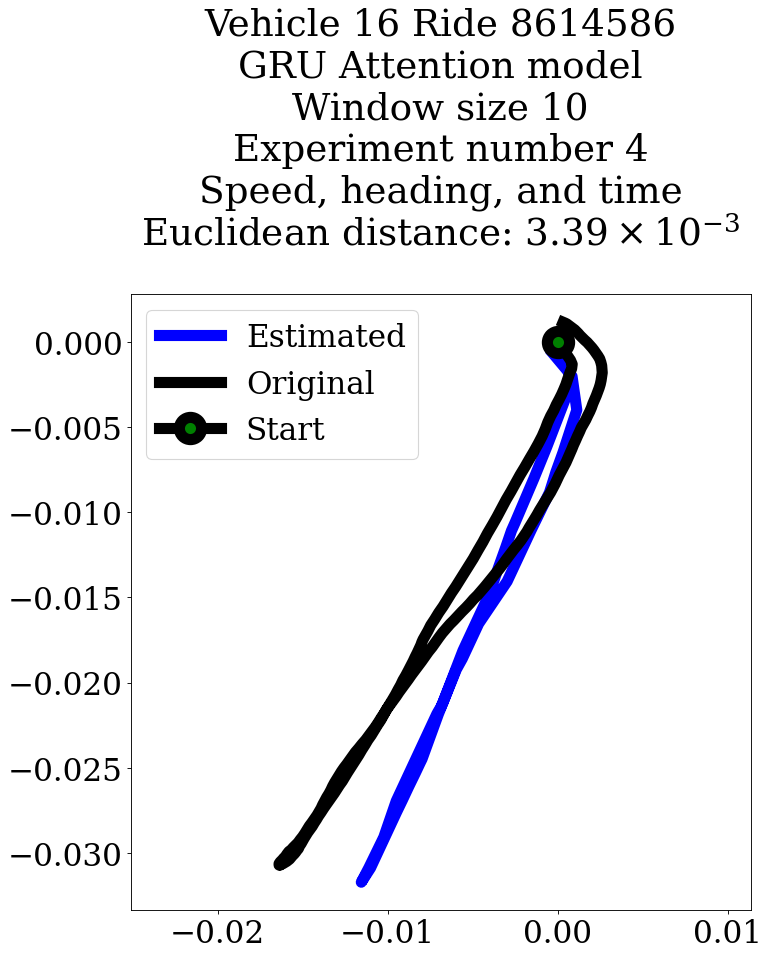 Vehicle 16 Ride 8614586
GRU Attention model
Window size 10
Experiment number 4
Speed, heading, and time
Euclidean distance: 3.39 × 10⁻³
Estimated
Original
Start
0.000
−0.005
−0.010
−0.015
−0.020
−0.025
−0.030
−0.02
−0.01
0.00
0.01